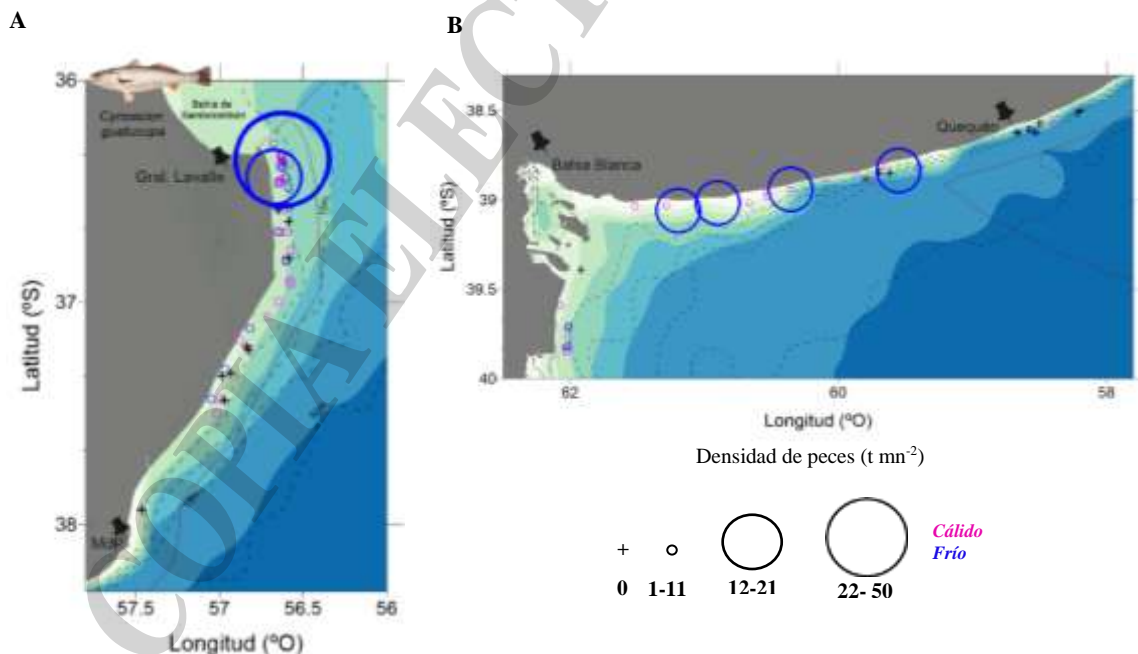 A
B
36
37
38
Latitud (ºS)
57.5
57
56.5
56
Longitud (ºO)
Cynoscion
guatucupa
Bahía de
Samborombón
Gral. Lavalle
MdP
38.5
39
39.5
40
Latitud (ºS)
62
60
58
Longitud (ºO)
Bahía Blanca
Quequén
Densidad de peces (t mn-2)
+
0
1-11
12-21
22- 50
Cálido
Frío
COPIA ELECT